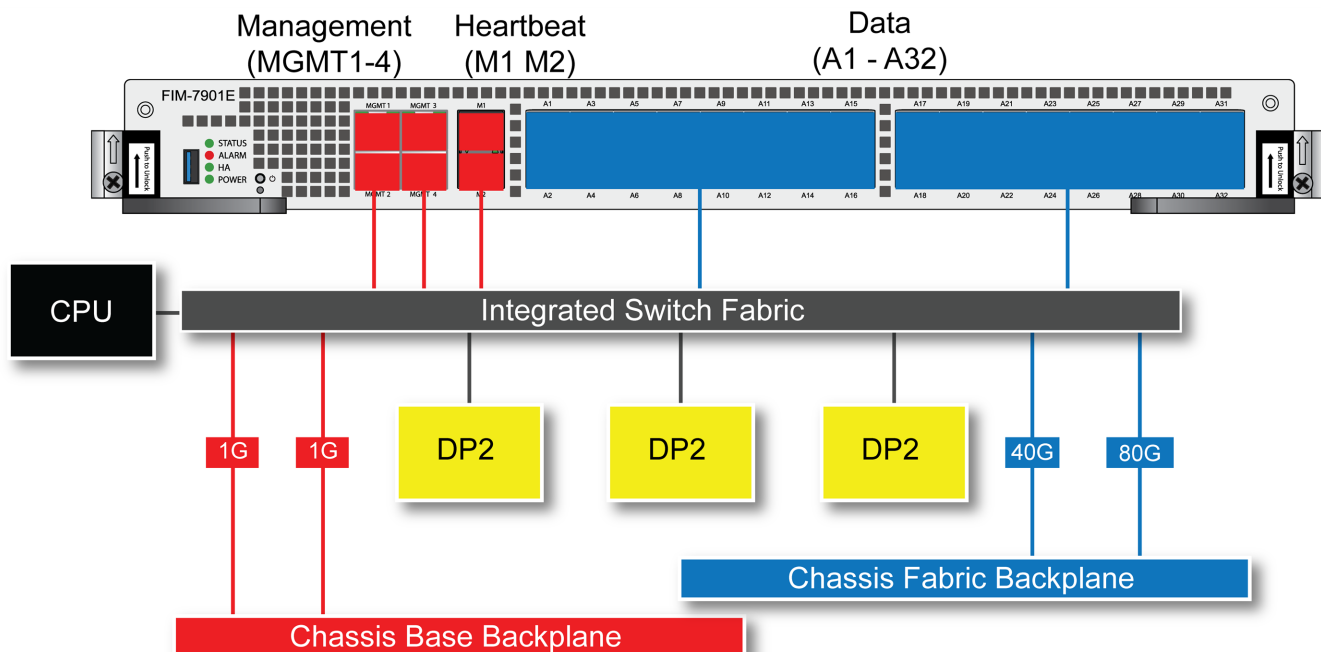 Management
(MGMT1-4)
Heartbeat
(M1 M2)
Data
(A1 - A32)
FIM-7901E
STATUS
ALARM
HA
POWER
Push to Unlock
MGMT 1 MGMT 3
MGMT 2 MGMT 4
M1
M2
A1 A3 A5 A7 A9 A11 A13 A15
A2 A4 A6 A8 A10 A12 A14 A16
A17 A19 A21 A23 A25 A27 A29 A31
A18 A20 A22 A24 A26 A28 A30 A32
Push to Unlock
CPU
Integrated Switch Fabric
DP2 DP2 DP2
1G 1G 40G 80G
Chassis Fabric Backplane
Chassis Base Backplane